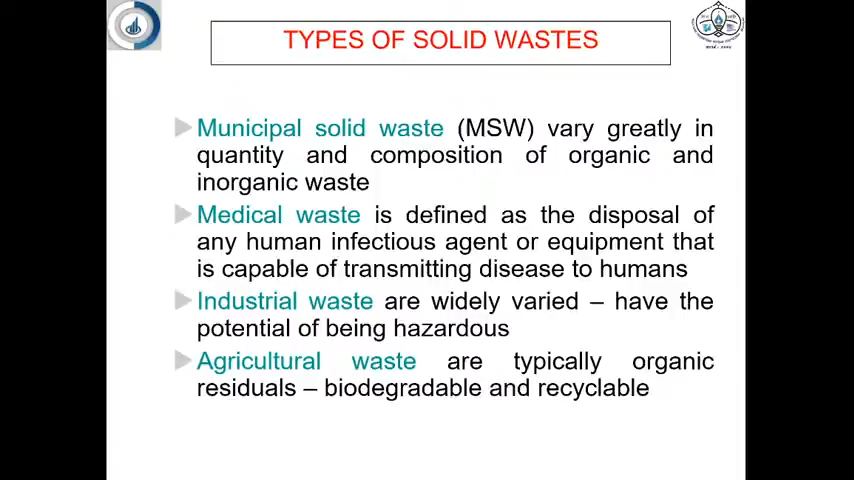 TYPES OF SOLID WASTES
Municipal solid waste (MSW) vary greatly in
quantity and composition of organic and
inorganic waste
Medical waste is defined as the disposal of
any human infectious agent or equipment that
is capable of transmitting disease to humans
Industrial waste are widely varied – have the
potential of being hazardous
Agricultural waste are typically organic
residuals – biodegradable and recyclable